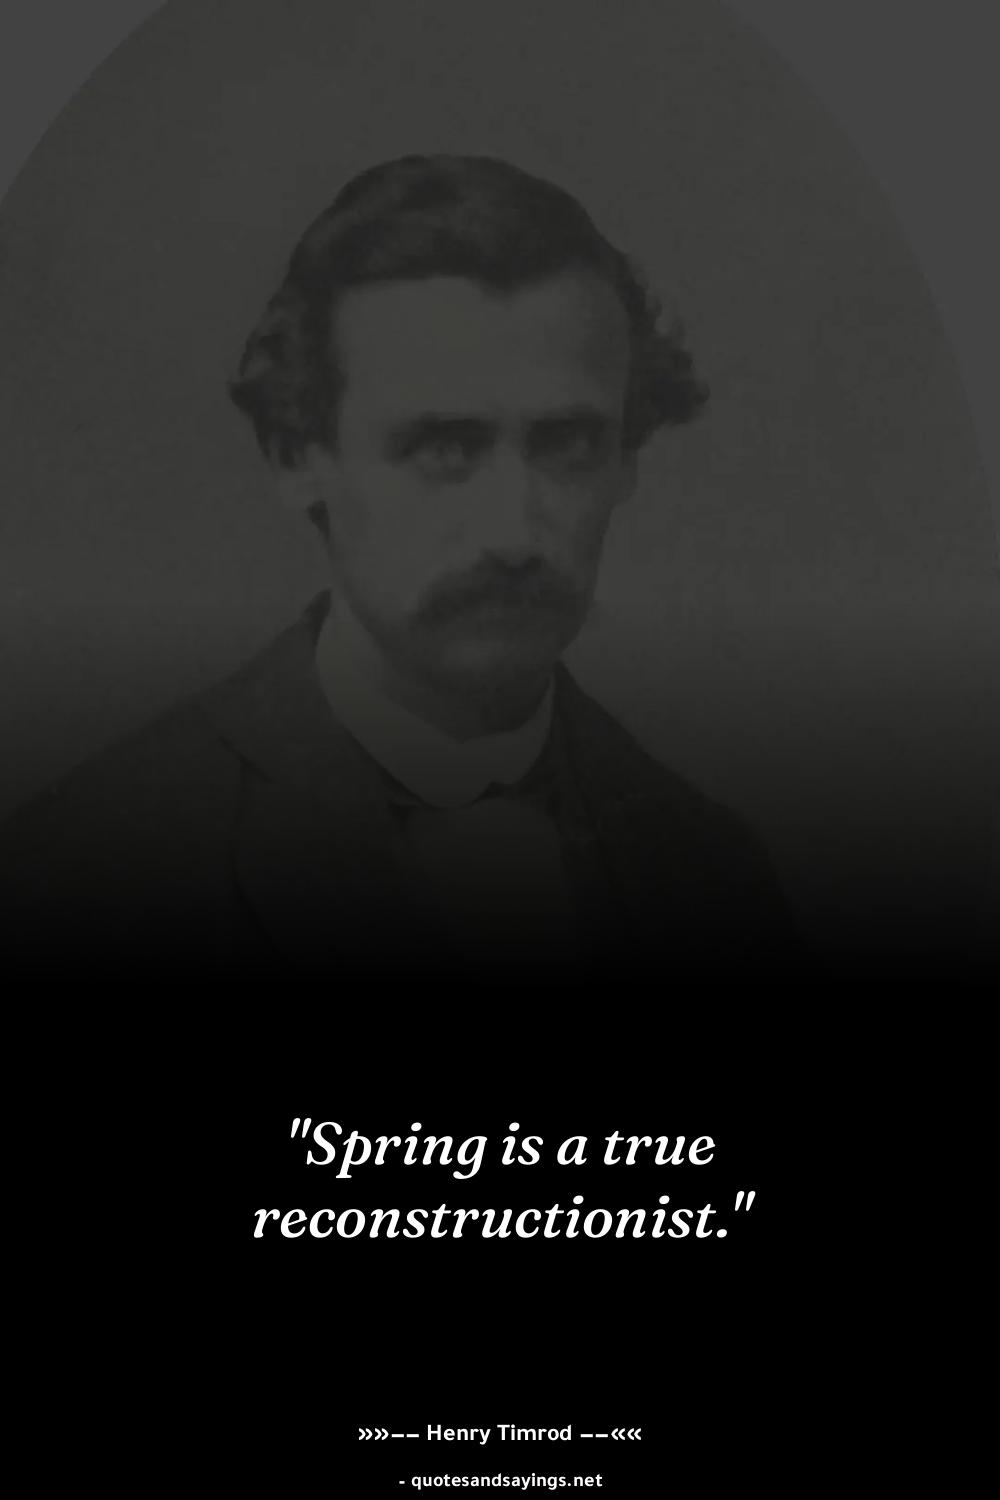 "Spring is a true
reconstructionist."
»»−− Henry Timrod −−««
- quotesandsayings.net